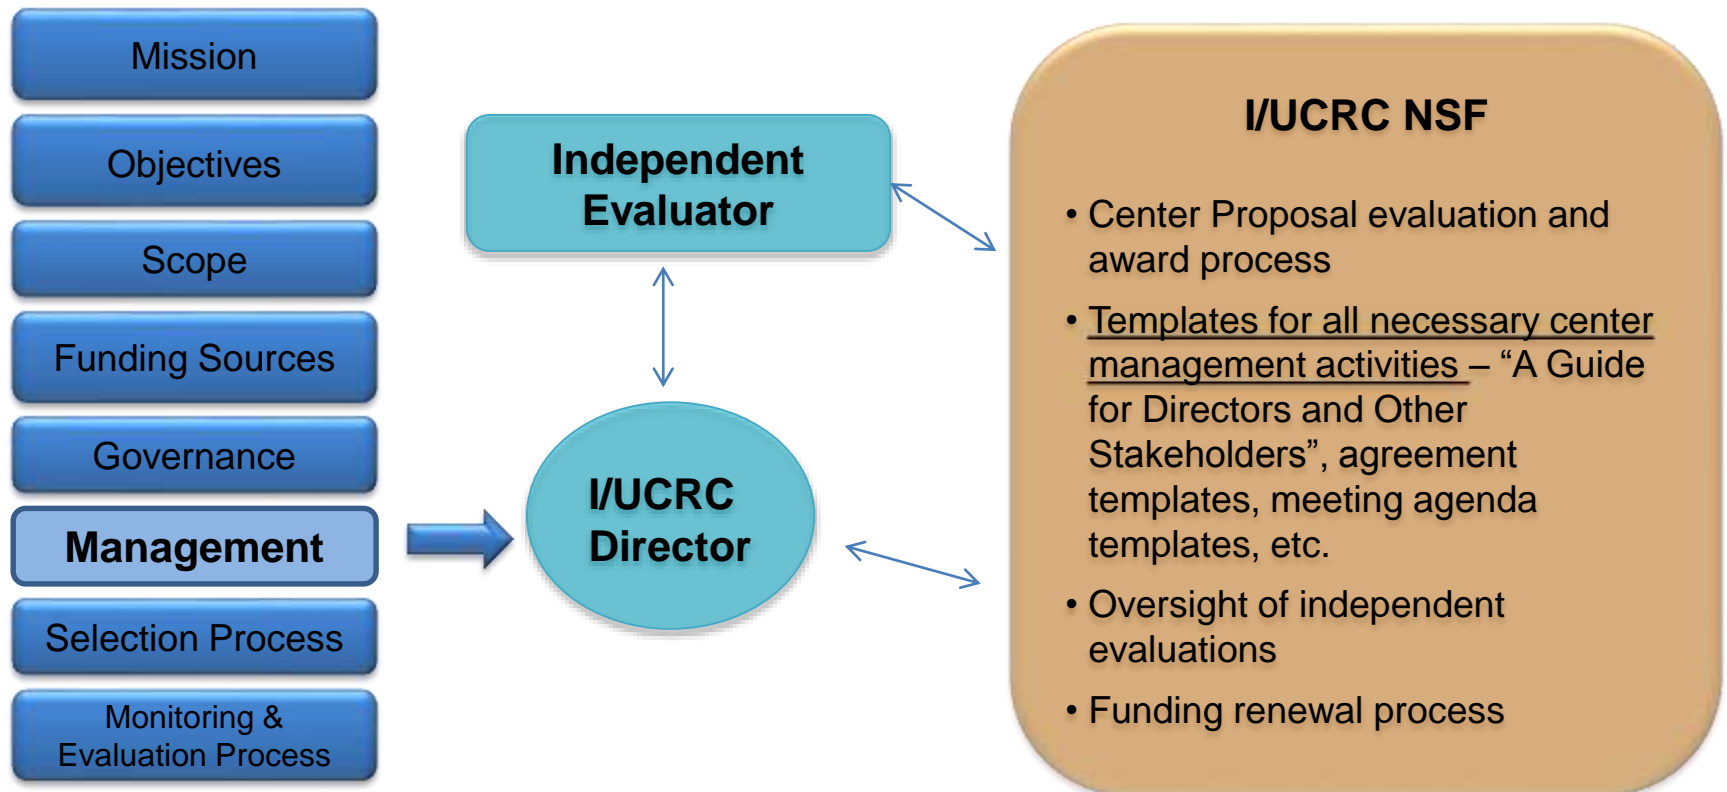 Mission
Objectives
Scope
Funding Sources
Governance
Management
Selection Process
Monitoring &
Evaluation Process
Independent
Evaluator
I/UCRC
Director
I/UCRC NSF
• Center Proposal evaluation and
award process
• Templates for all necessary center
management activities – “A Guide
for Directors and Other
Stakeholders”, agreement
templates, meeting agenda
templates, etc.
• Oversight of independent
evaluations
• Funding renewal process